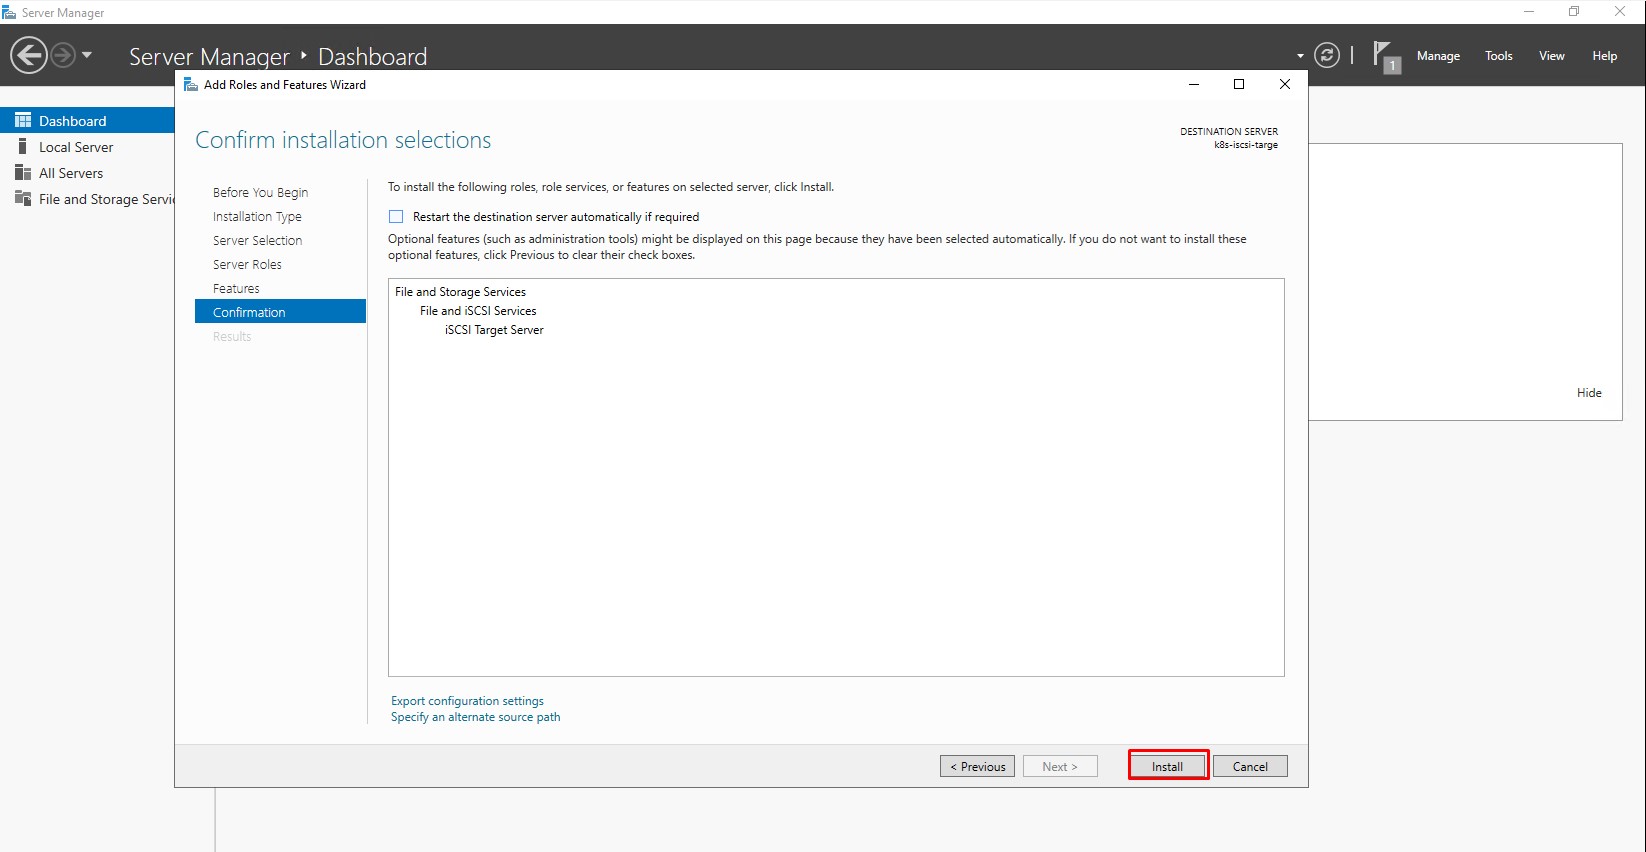 Server Manager
Server Manager ‣ Dashboard
1
Manage
Tools
View
Help
Add Roles and Features Wizard
Dashboard
Local Server
All Servers
File and Storage Servi
Confirm installation selections
DESTINATION SERVER
k8s-iscsi-targe
Before You Begin
Installation Type
Server Selection
Server Roles
Features
Confirmation
Results
To install the following roles, role services, or features on selected server, click Install.
Restart the destination server automatically if required
Optional features (such as administration tools) might be displayed on this page because they have been selected automatically. If you do not want to install these
optional features, click Previous to clear their check boxes.
File and Storage Services
File and iSCSI Services
iSCSI Target Server
Hide
Export configuration settings
Specify an alternate source path
< Previous
Next >
Install
Cancel